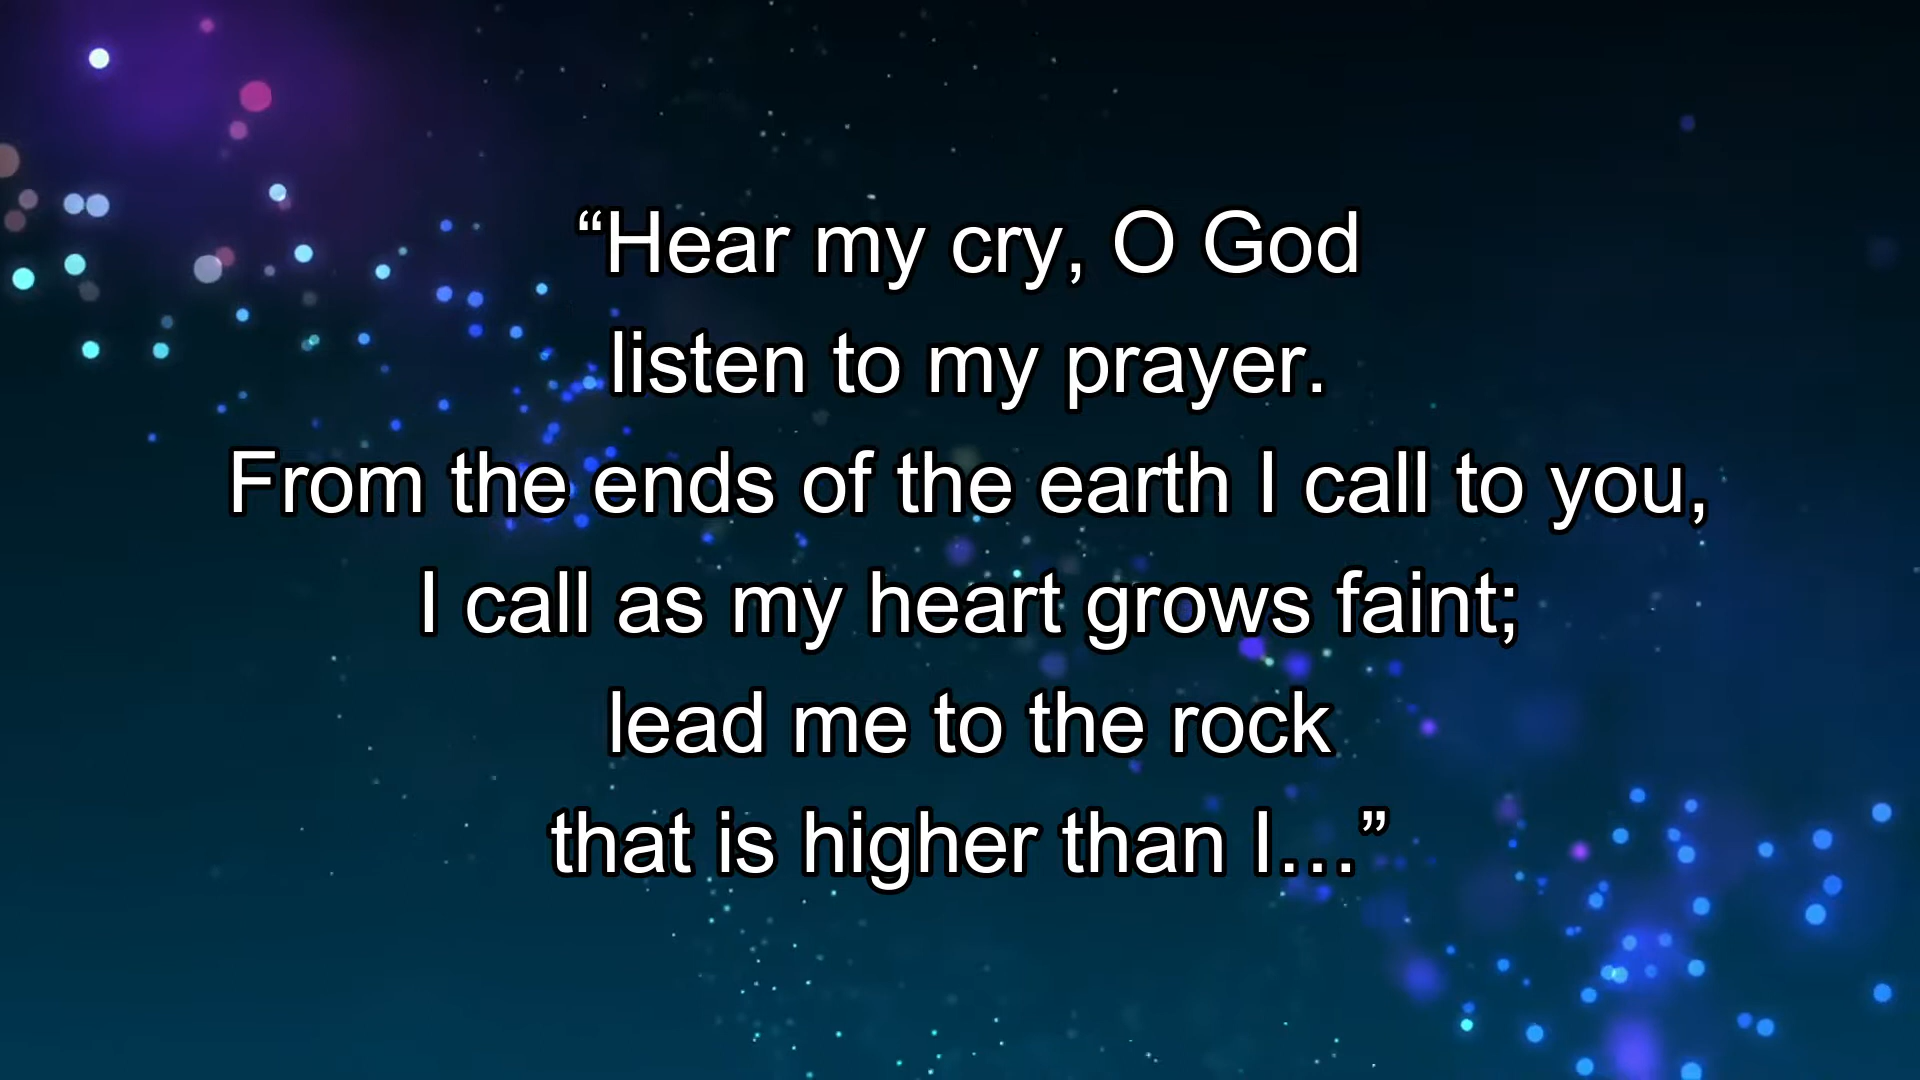 “Hear my cry, O God
listen to my prayer.
From the ends of the earth I call to you,
I call as my heart grows faint;
lead me to the rock
that is higher than I…”